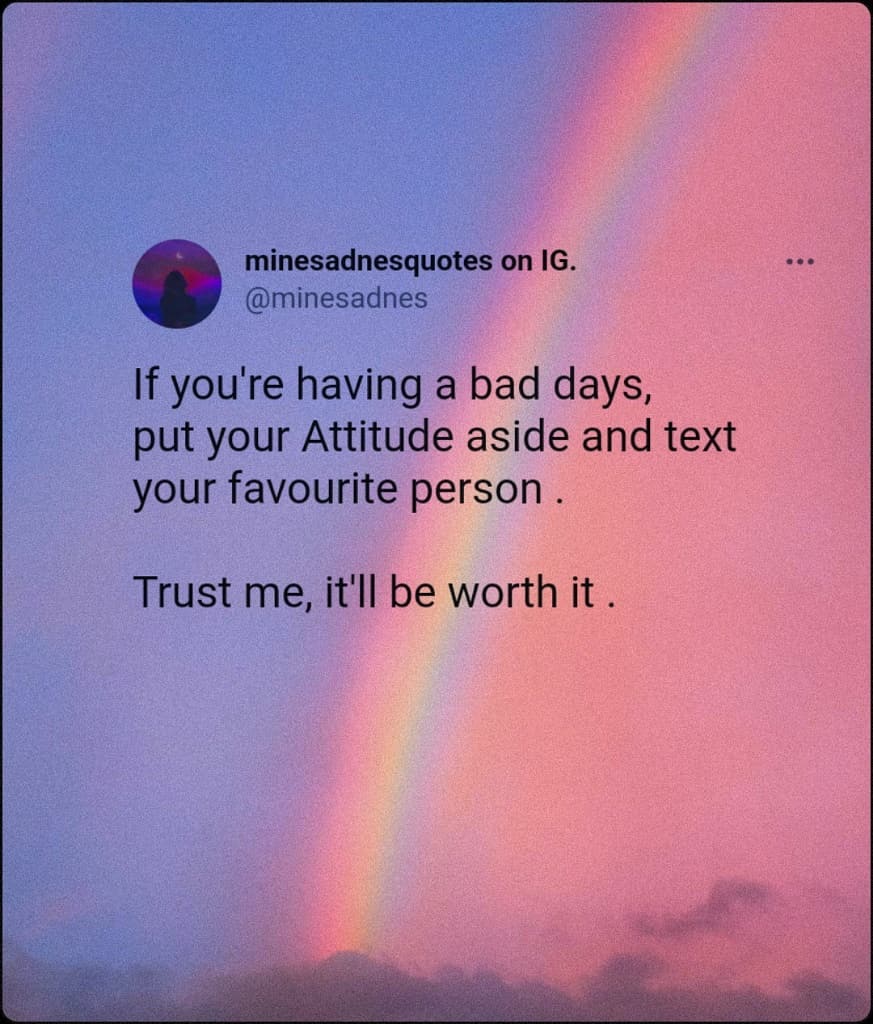 minesadnesquotes on IG.
@minesadnes
If you're having a bad days,
put your Attitude aside and text
your favourite person .
Trust me, it'll be worth it .